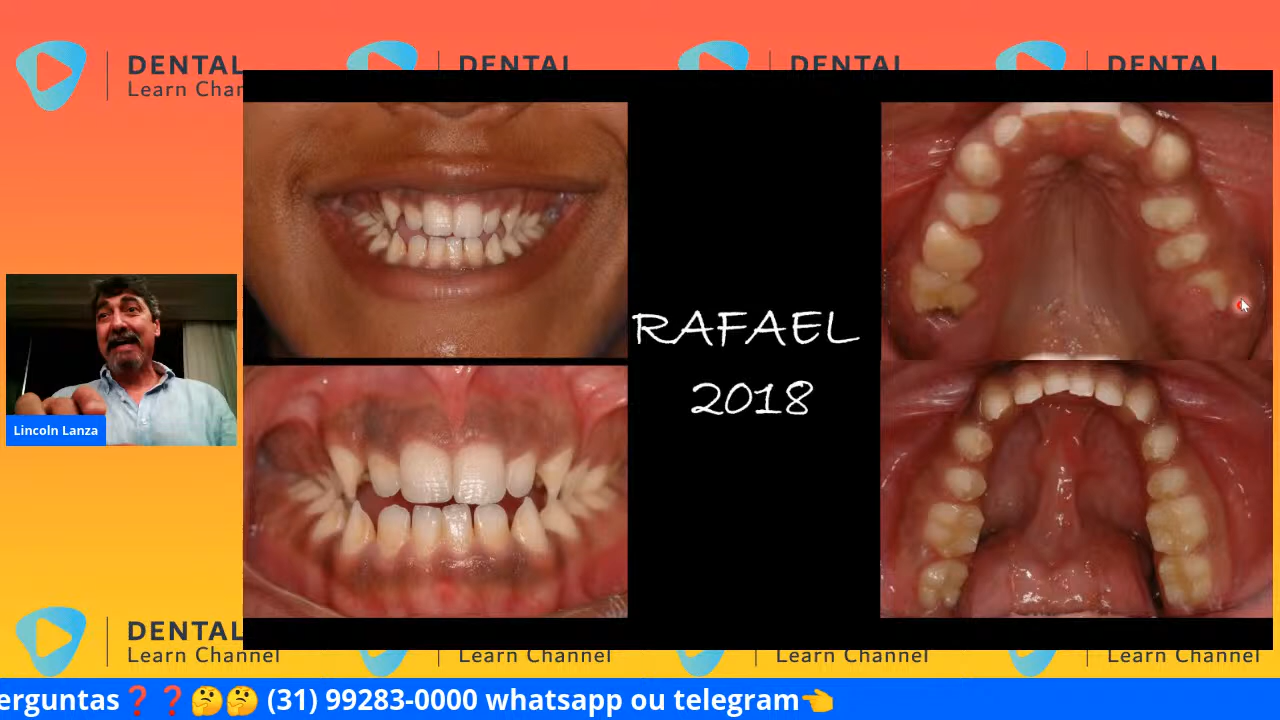 DENTAL
Learn Chan
DENTAL
DENTAL
DENTAL
RAFAEL
2018
Lincoln Lanza
DENTAL
Learn Channel
Learn Channel
Learn Channel
Learn Channel
erguntas❓❓🤔🤔 (31) 99283-0000 whatsapp ou telegram👈